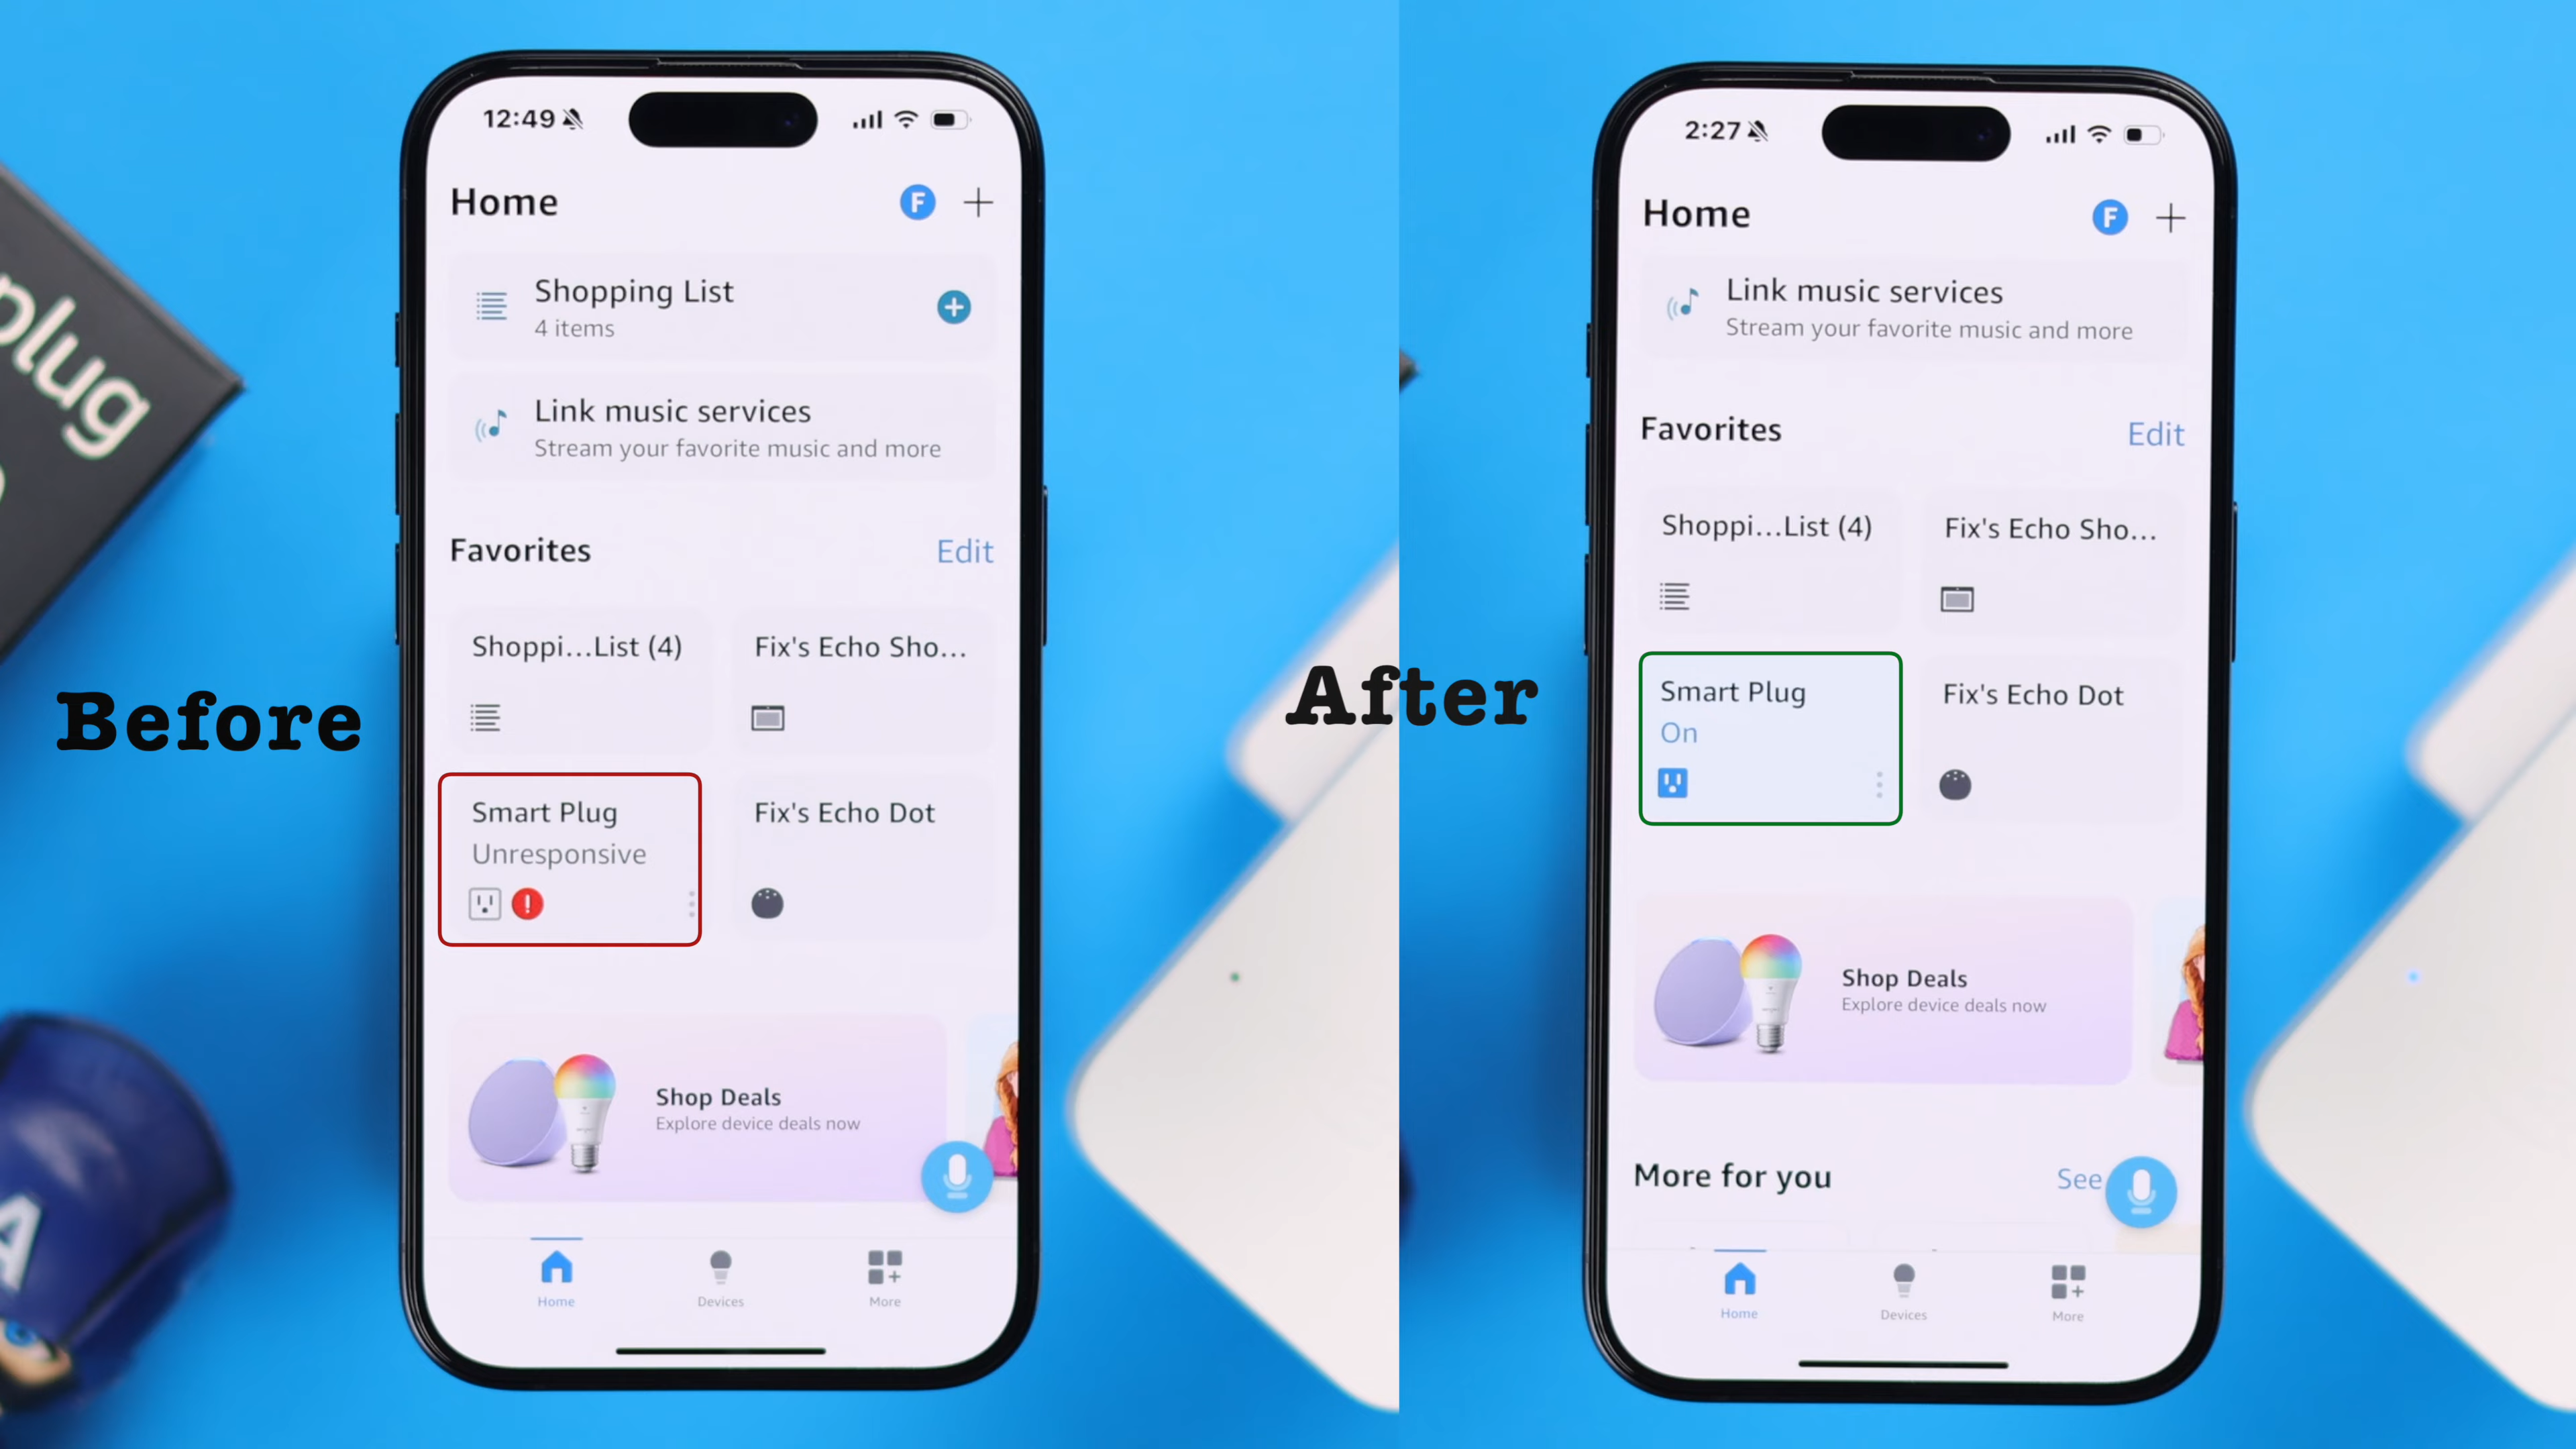 plug
Before
12:49
Home
F
Shopping List
4 items
Link music services
Stream your favorite music and more
Favorites
Edit
Shoppi...List (4)
Fix's Echo Sho...
Smart Plug
Unresponsive
Fix's Echo Dot
Shop Deals
Explore device deals now
Home
Devices
More
A
After
2:27
Home
F
Link music services
Stream your favorite music and more
Favorites
Edit
Shoppi...List (4)
Fix's Echo Sho...
Smart Plug
On
Fix's Echo Dot
Shop Deals
Explore device deals now
More for you
See
Home
Devices
More